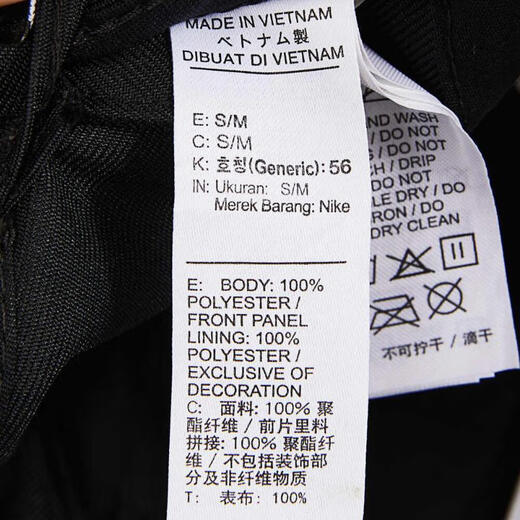 MADE IN VIETNAM
ベトナム製
DIBUAT DI VIETNAM
E: S/M
C: S/M
K: 호칭(Generic): 56
IN: Ukuran: S/M
Merek Barang: Nike
E: BODY: 100%
POLYESTER /
FRONT PANEL
LINING: 100%
POLYESTER /
EXCLUSIVE OF
DECORATION
C: 面料: 100% 聚
酯纤维 / 前片里料
拼接: 100% 聚酯纤
维 / 不包括装饰部
分及非纤维物质
T: 表布: 100%
ND WASH
/ DO NOT
DO NOT
H / DRIP
LE DRY / DO
IRON / DO
DRY CLEAN
不可拧干 / 滴干